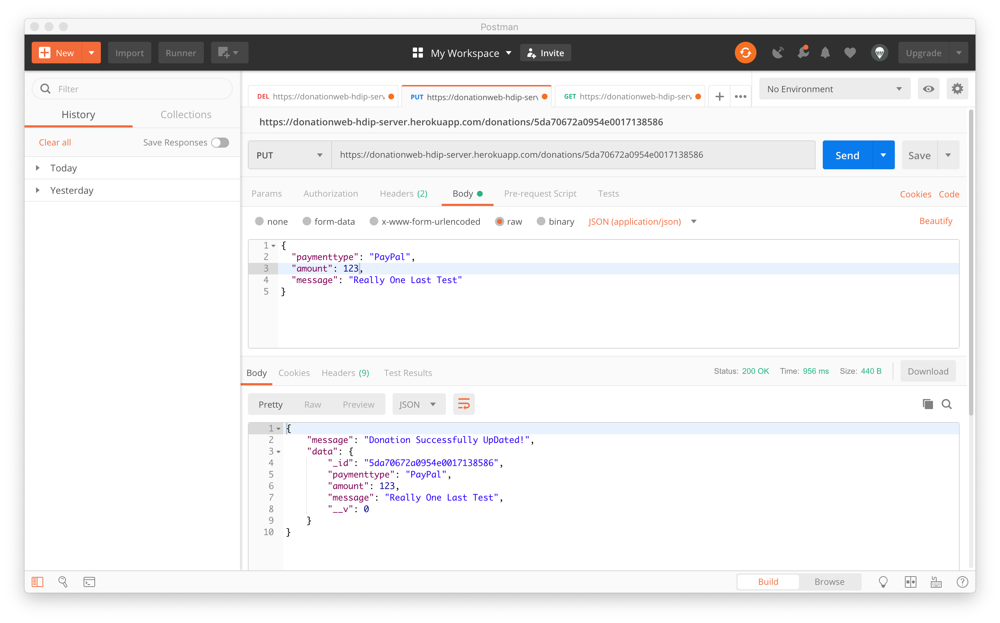 Postman
New Import Runner My Workspace Invite Upgrade
Filter
History Collections
Clear all Save Responses
Today
Yesterday
DEL https://donationweb-hdip-serv PUT https://donationweb-hdip-serv GET https://donationweb-hdip-serv No Environment
https://donationweb-hdip-server.herokuapp.com/donations/5da70672a0954e0017138586
PUT https://donationweb-hdip-server.herokuapp.com/donations/5da70672a0954e0017138586 Send Save
Params Authorization Headers (2) Body Pre-request Script Tests Cookies Code
none form-data x-www-form-urlencoded raw binary JSON (application/json) Beautify
1 {
2 "paymenttype": "PayPal",
3 "amount": 123,
4 "message": "Really One Last Test"
5 }
Body Cookies Headers (9) Test Results Status: 200 OK Time: 956 ms Size: 440 B Download
Pretty Raw Preview JSON
1 {
2 "message": "Donation Successfully UpDated!",
3 "data": {
4 "_id": "5da70672a0954e0017138586",
5 "paymenttype": "PayPal",
6 "amount": 123,
7 "message": "Really One Last Test",
8 "__v": 0
9 }
10 }
Build Browse